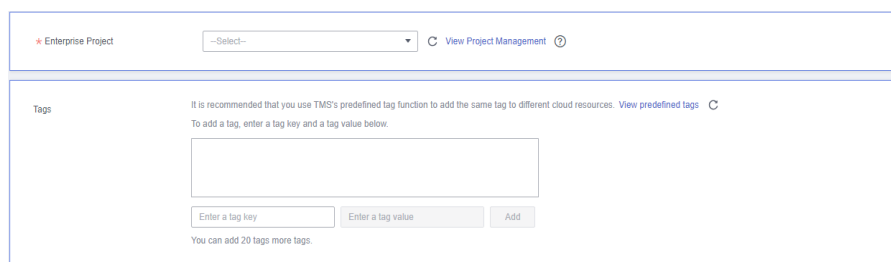 * Enterprise Project --Select-- View Project Management ?
Tags It is recommended that you use TMS's predefined tag function to add the same tag to different cloud resources. View predefined tags
To add a tag, enter a tag key and a tag value below.
Enter a tag key Enter a tag value Add
You can add 20 tags more tags.